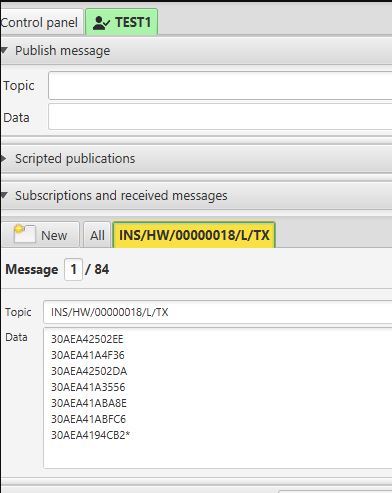 Control panel TEST1
Publish message
Topic
Data
Scripted publications
Subscriptions and received messages
New All INS/HW/00000018/L/TX
Message 1 / 84
Topic INS/HW/00000018/L/TX
Data 30AEA42502EE
30AEA41A4F36
30AEA42502DA
30AEA41A3556
30AEA41ABA8E
30AEA41ABFC6
30AEA4194CB2*